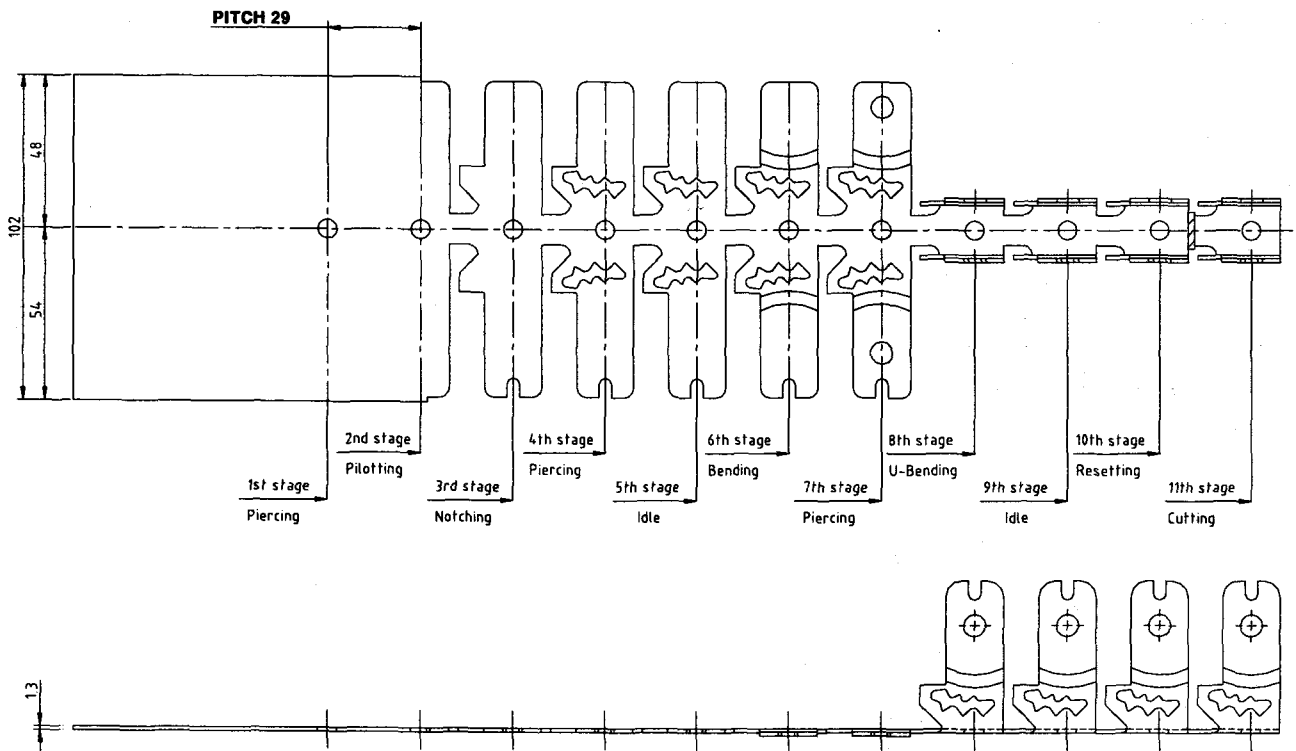 PITCH 29
48
102
54
2nd stage
Pilotting
4th stage
Piercing
6th stage
Bending
8th stage
U-Bending
10th stage
Resetting
1st stage
Piercing
3rd stage
Notching
5th stage
Idle
7th stage
Piercing
9th stage
Idle
11th stage
Cutting
1.3